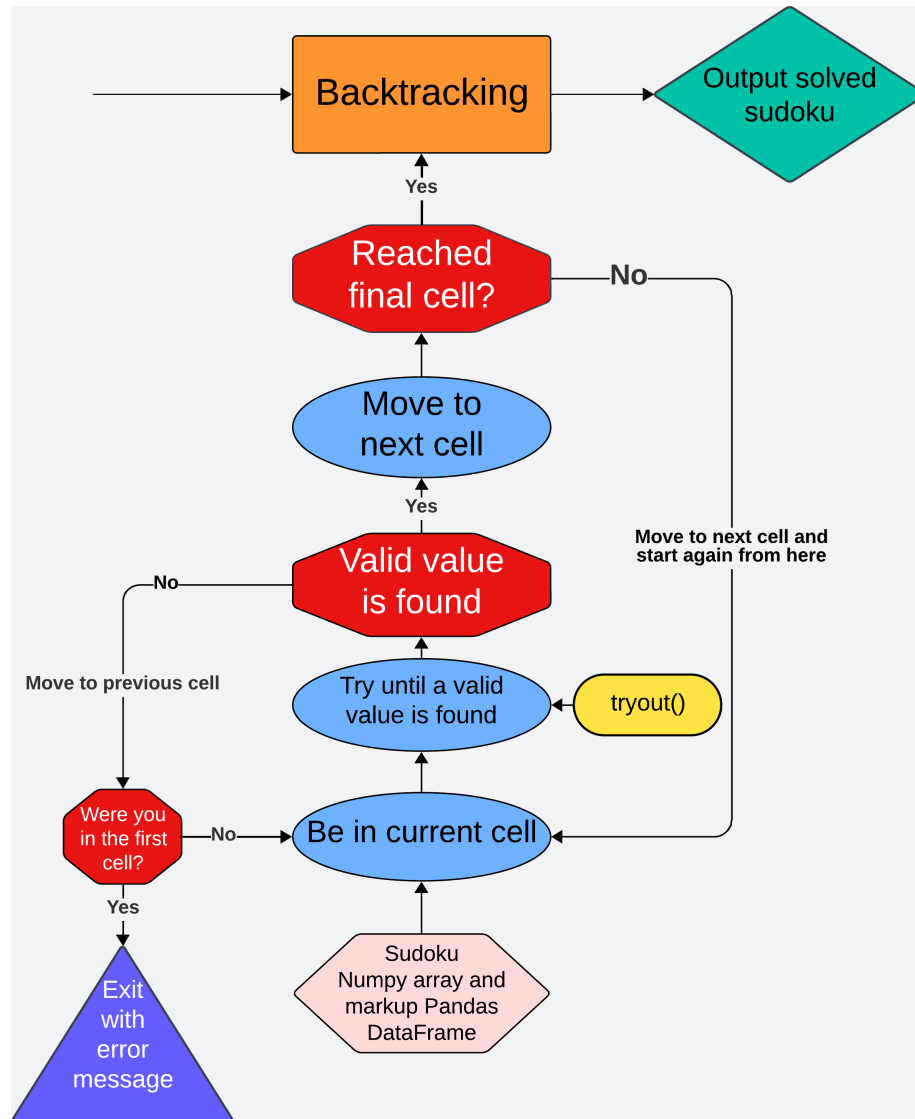 Backtracking
Output solved
sudoku
Yes
Reached
final cell?
No
Move to
next cell
Yes
Move to next cell and
start again from here
Valid value
is found
No
Move to previous cell
Try until a valid
value is found
tryout()
Were you
in the first
cell?
No
Be in current cell
Yes
Exit
with
error
message
Sudoku
Numpy array and
markup Pandas
DataFrame